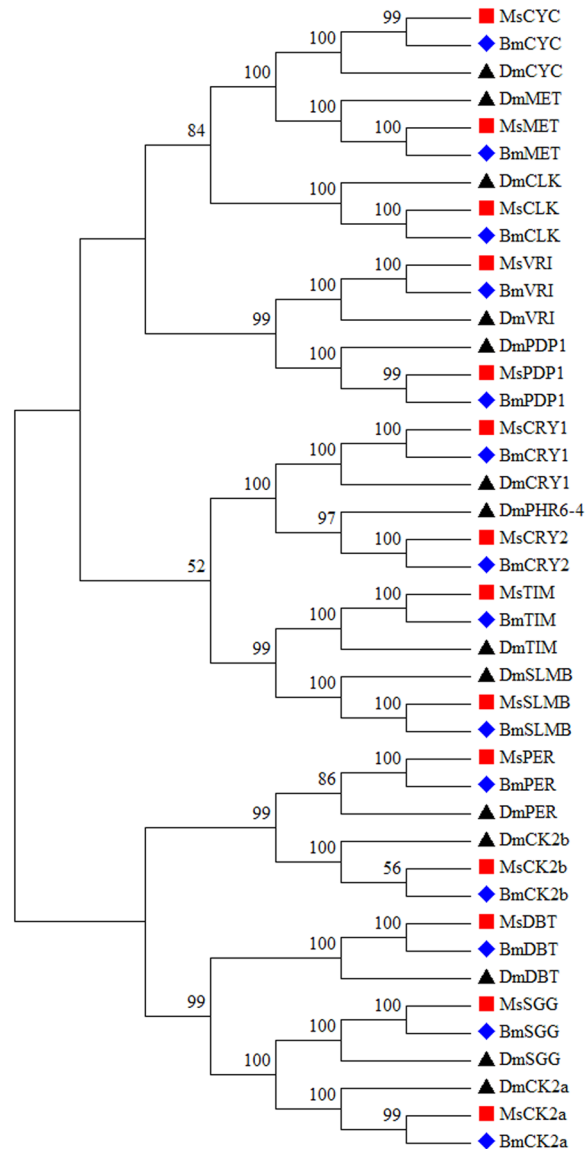 99
MsCYC
BmCYC
100
DmCYC
100
DmMET
100
MsMET
100
BmMET
84
DmCLK
100
MsCLK
100
BmCLK
MsVRI
100
BmVRI
100
DmVRI
99
DmPDP1
100
MsPDP1
99
BmPDP1
MsCRY1
100
BmCRY1
100
DmCRY1
100
DmPHR6-4
97
MsCRY2
100
BmCRY2
52
MsTIM
100
BmTIM
100
DmTIM
99
DmSLMB
100
MsSLMB
100
BmSLMB
MsPER
100
BmPER
86
DmPER
99
DmCK2b
100
MsCK2b
56
BmCK2b
MsDBT
100
BmDBT
100
DmDBT
99
MsSGG
100
BmSGG
100
DmSGG
100
DmCK2a
100
MsCK2a
99
BmCK2a